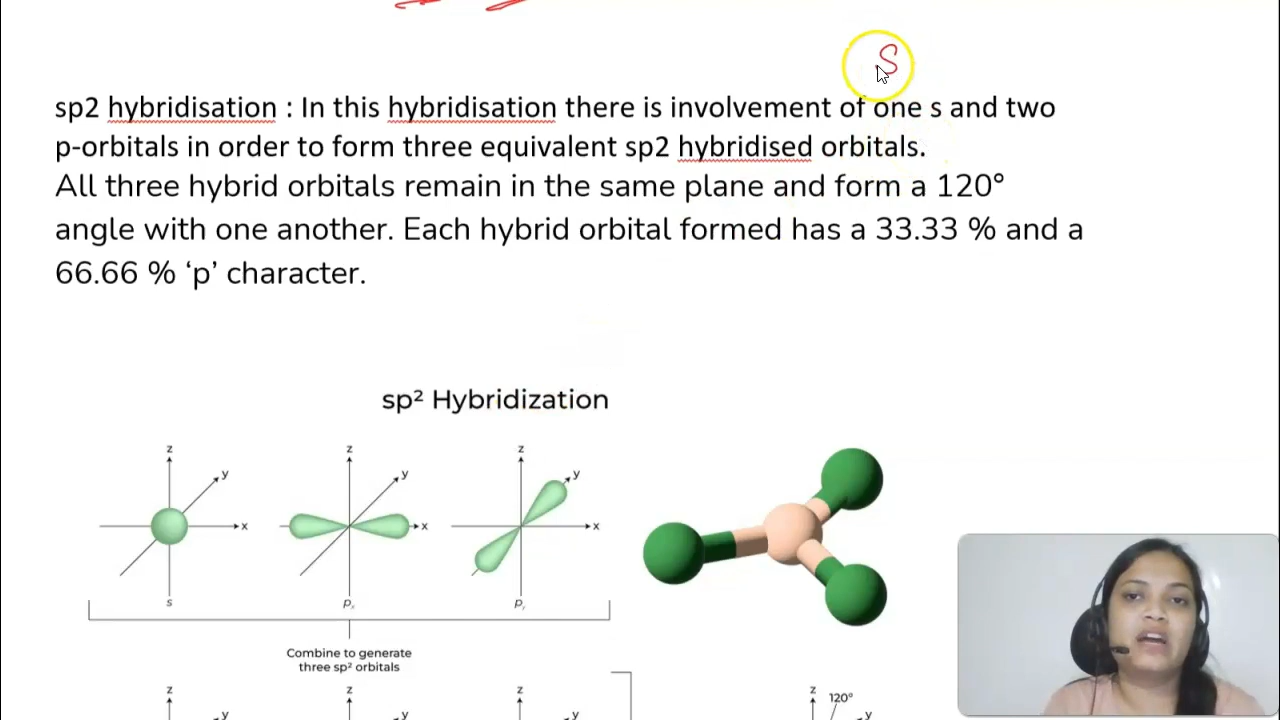 S
sp2 hybridisation : In this hybridisation there is involvement of one s and two
p-orbitals in order to form three equivalent sp2 hybridised orbitals.
All three hybrid orbitals remain in the same plane and form a 120°
angle with one another. Each hybrid orbital formed has a 33.33 % and a
66.66 % ‘p’ character.
sp² Hybridization
z z z
y y y
x x x
s pₓ
Combine to generate
three sp² orbitals
z z z z 120°
y y y y